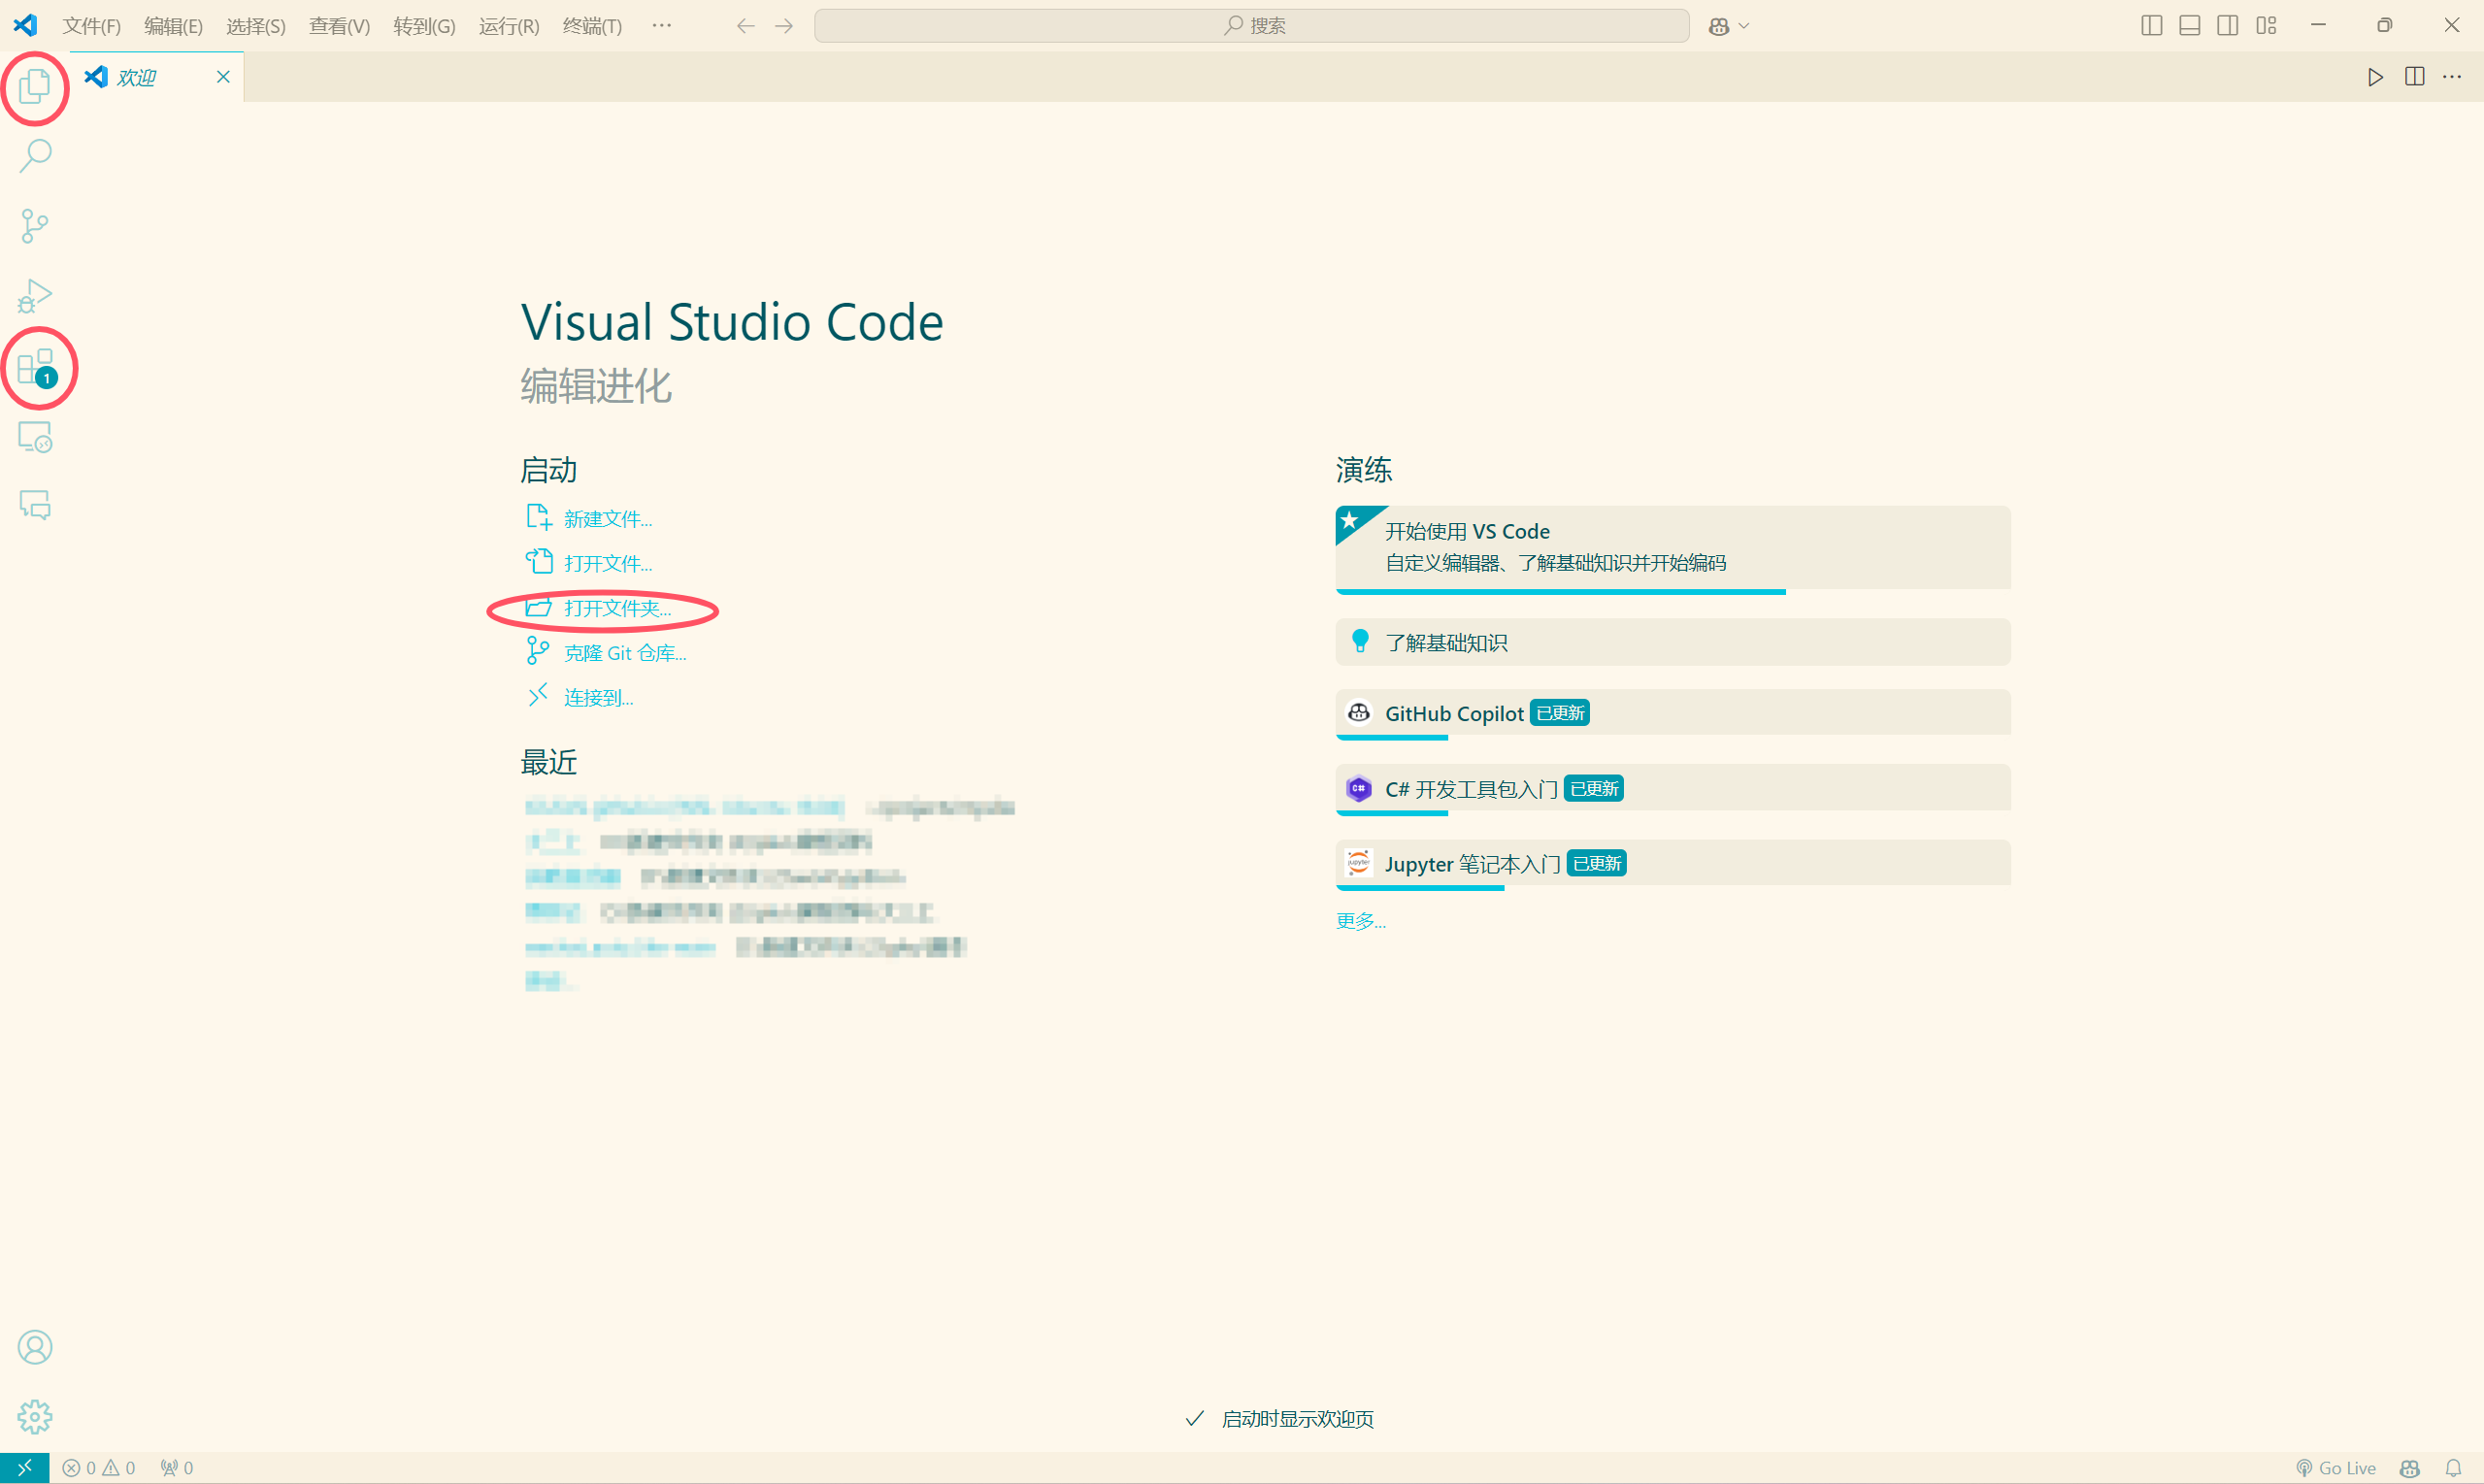 文件(F) 编辑(E) 选择(S) 查看(V) 转到(G) 运行(R) 终端(T) ··· 搜索
欢迎
1
Visual Studio Code
编辑进化
启动
新建文件...
打开文件...
打开文件夹...
克隆 Git 仓库...
连接到...
最近
演练
开始使用 VS Code
自定义编辑器、了解基础知识并开始编码
了解基础知识
GitHub Copilot 已更新
C# C# 开发工具包入门 已更新
jupyter Jupyter 笔记本入门 已更新
更多...
启动时显示欢迎页
0 0 0 Go Live